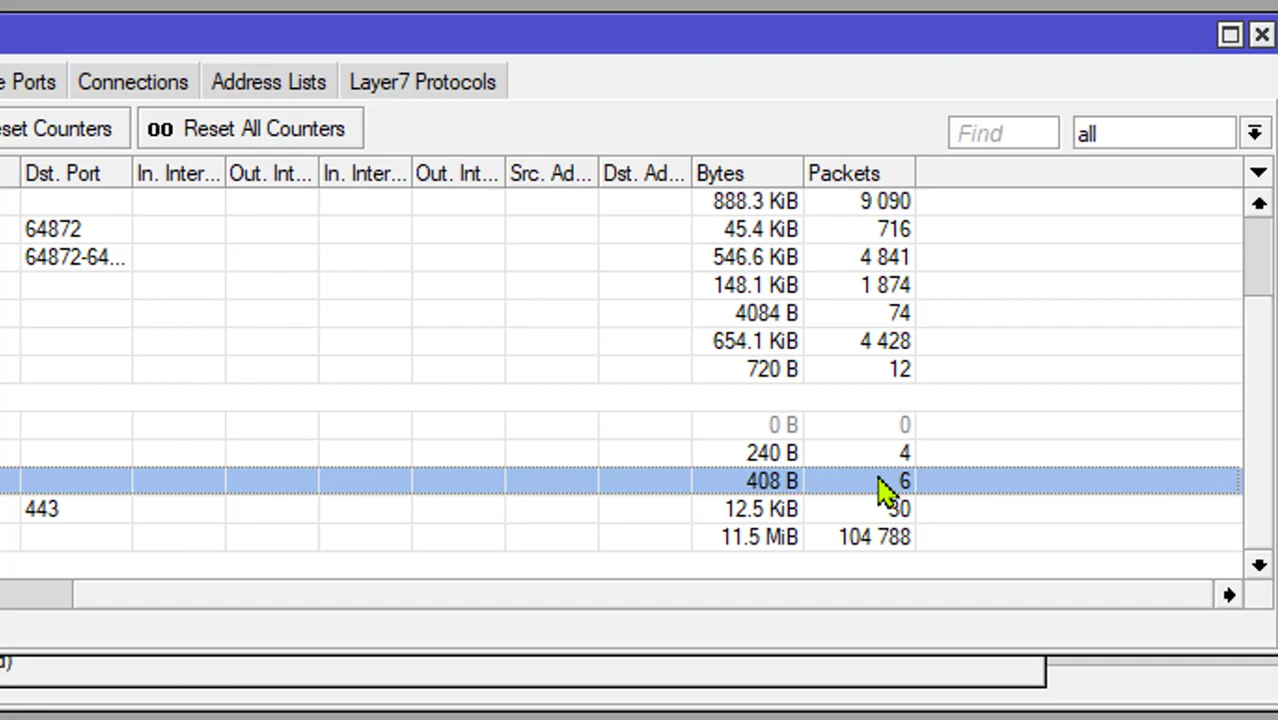 e Ports Connections Address Lists Layer7 Protocols
set Counters 00 Reset All Counters Find all
Dst. Port In. Inter... Out. Int... In. Inter... Out. Int... Src. Ad... Dst. Ad... Bytes Packets
888.3 KiB 9 090
64872 45.4 KiB 716
64872-64... 546.6 KiB 4 841
148.1 KiB 1 874
4084 B 74
654.1 KiB 4 428
720 B 12
0 B 0
240 B 4
408 B 6
443 12.5 KiB 30
11.5 MiB 104 788